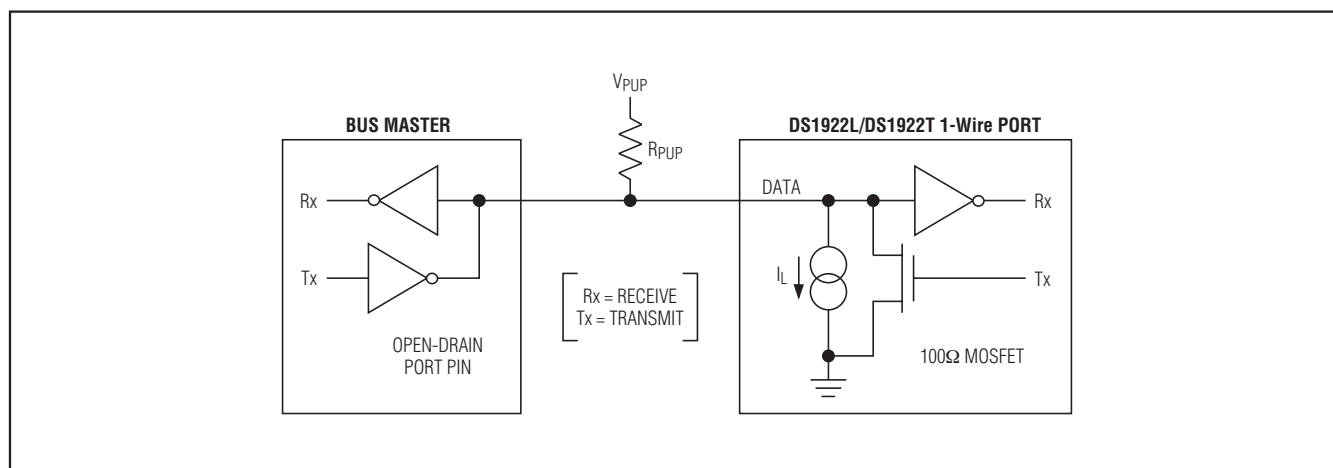 VPUP
BUS MASTER
DS1922L/DS1922T 1-Wire PORT
RPUP
DATA
Rx
Rx
Tx
IL
Tx
Rx = RECEIVE
Tx = TRANSMIT
OPEN-DRAIN
PORT PIN
100Ω MOSFET